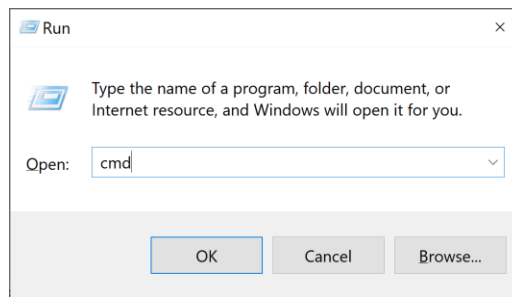 Run
Type the name of a program, folder, document, or
Internet resource, and Windows will open it for you.
Open: cmd
OK Cancel Browse...